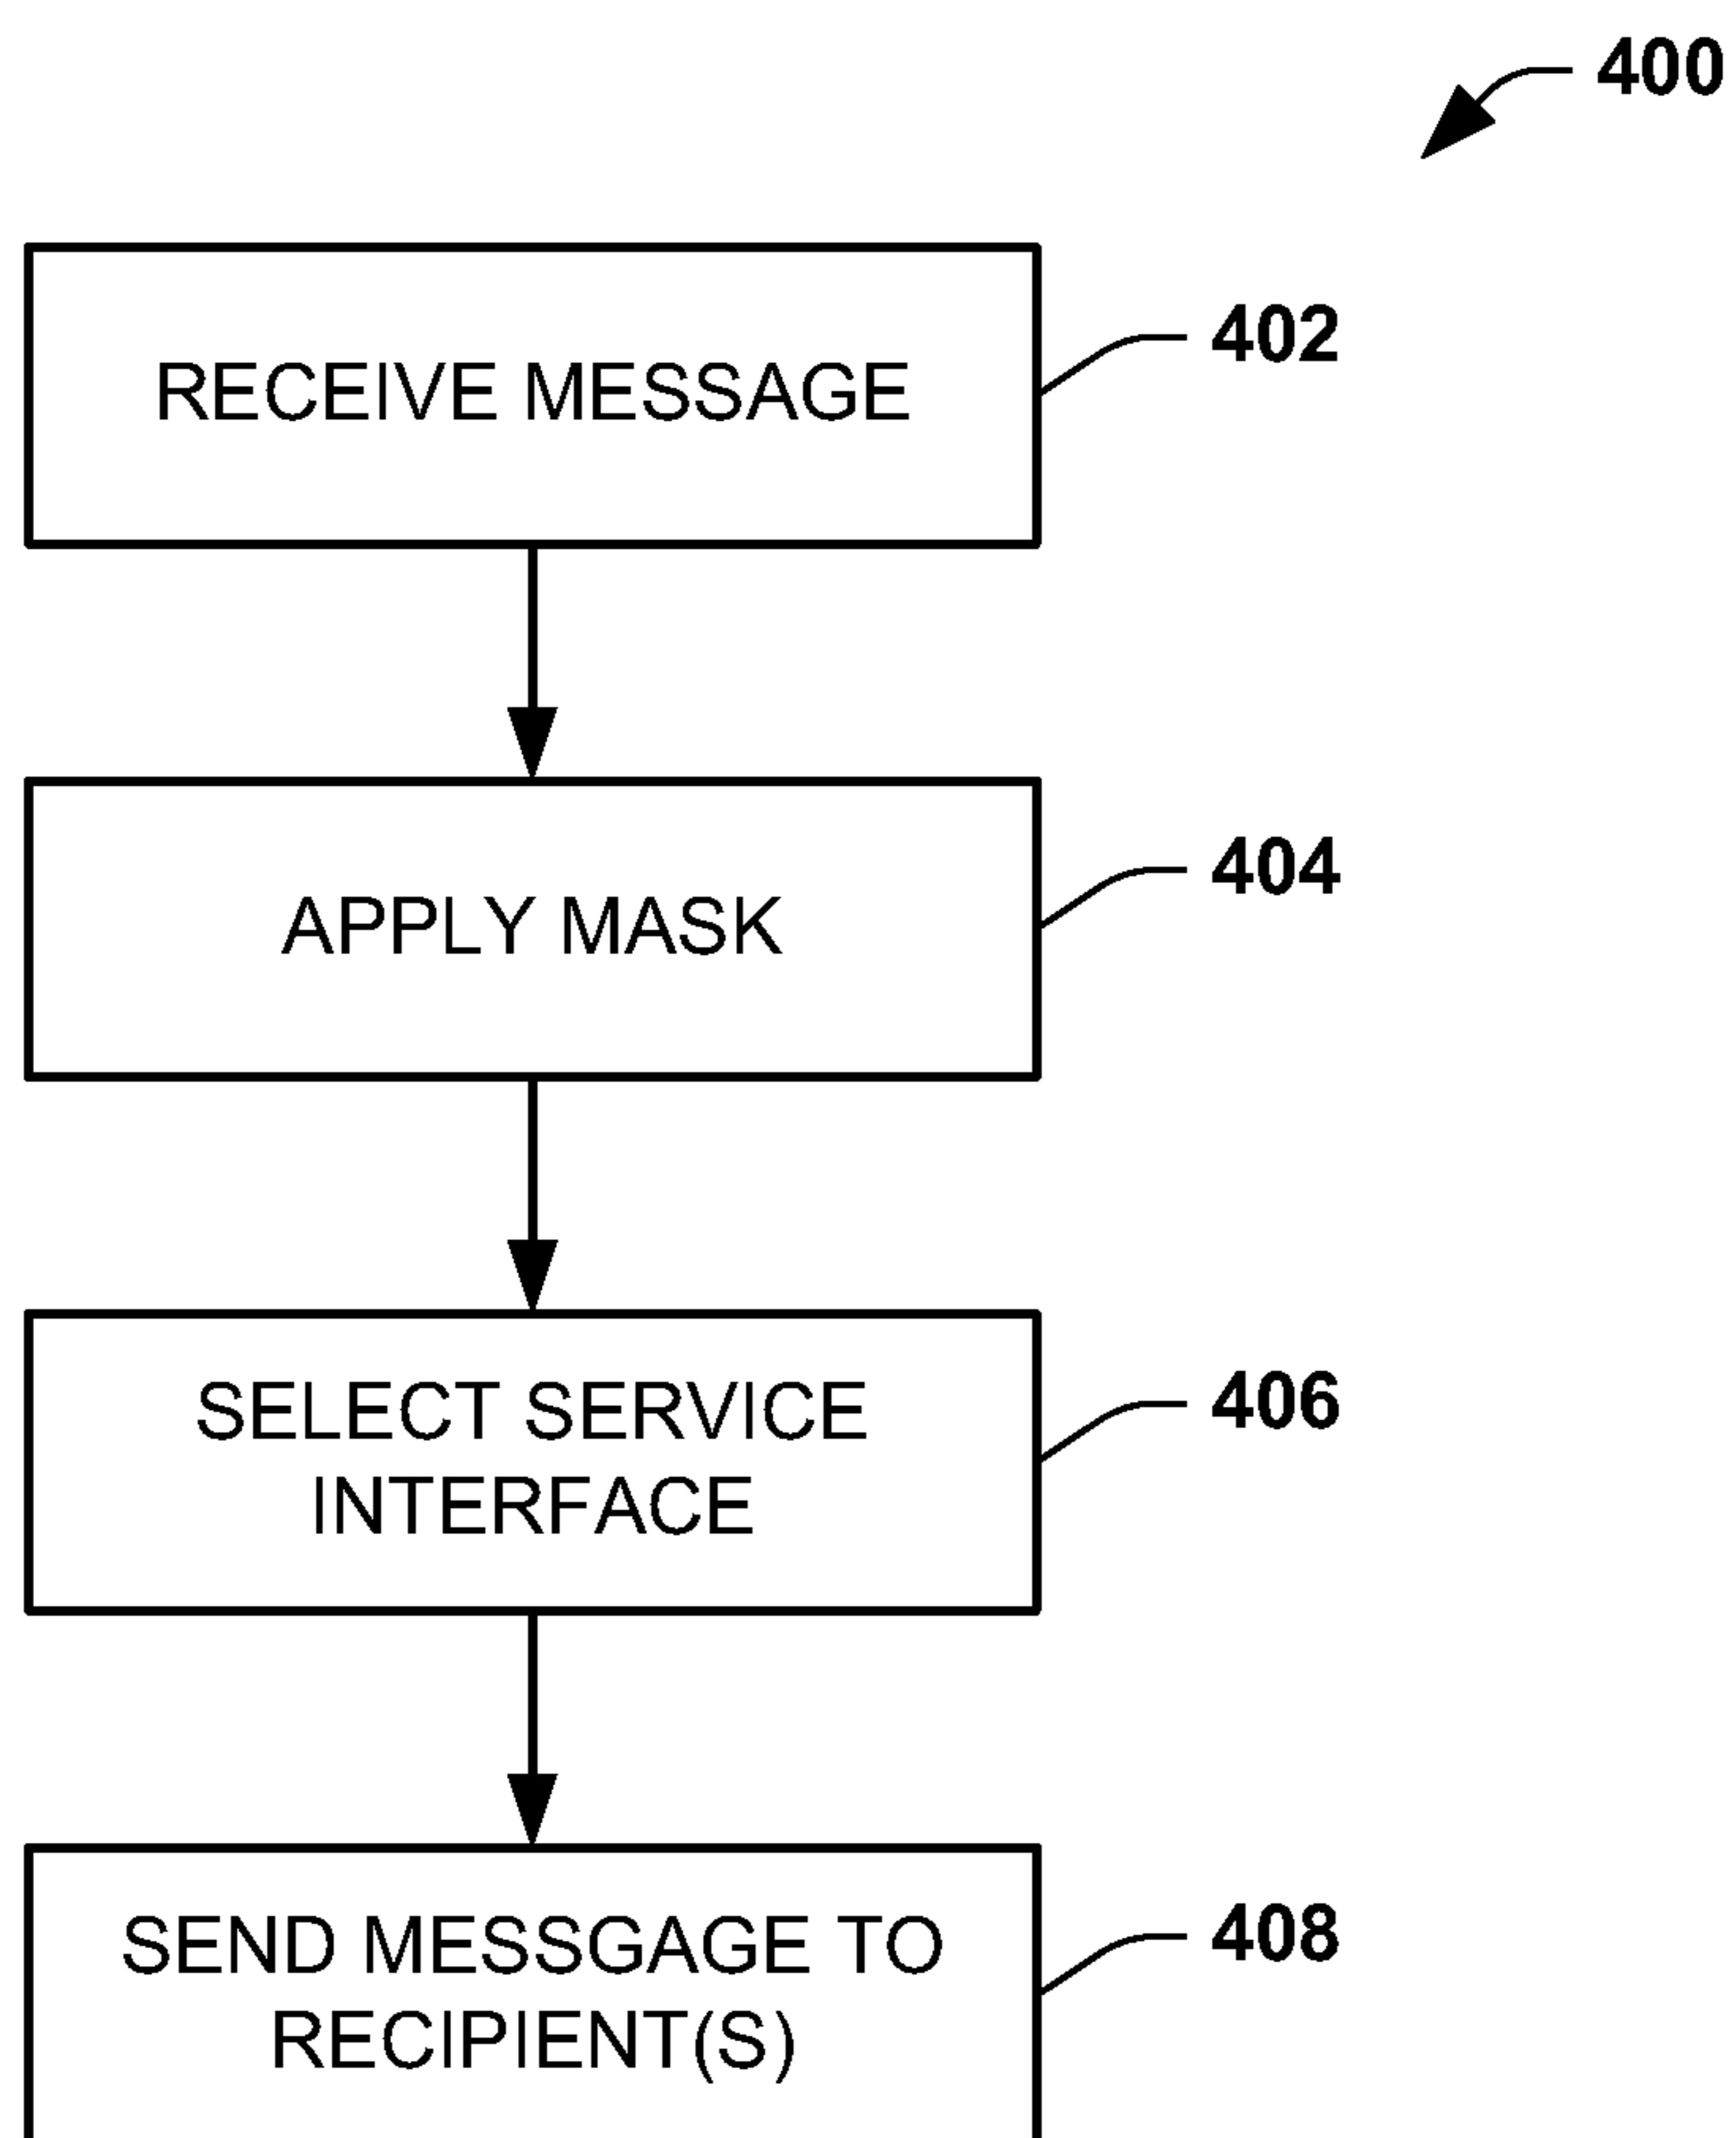 400
RECEIVE MESSAGE
402
APPLY MASK
404
SELECT SERVICE
INTERFACE
406
SEND MESSGAGE TO
RECIPIENT(S)
408